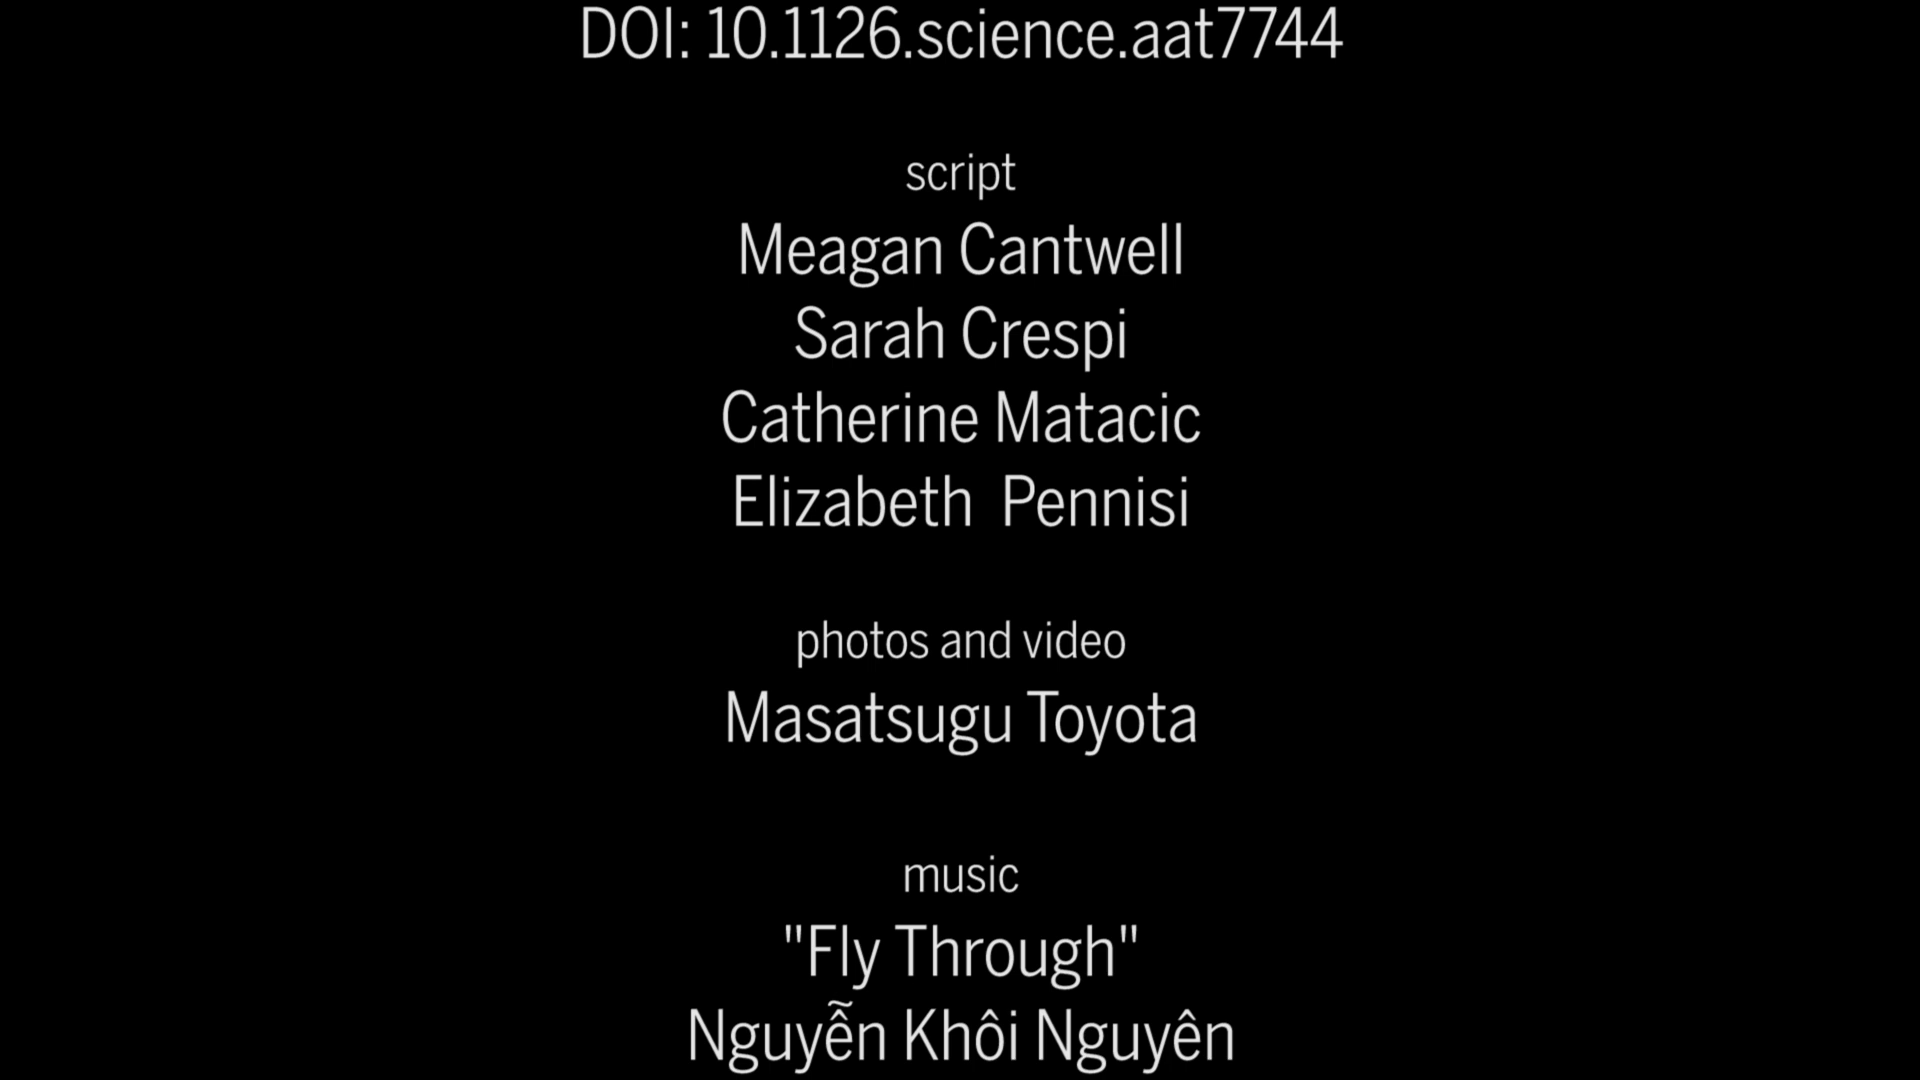 DOI: 10.1126.science.aat7744
script
Meagan Cantwell
Sarah Crespi
Catherine Matacic
Elizabeth  Pennisi
photos and video
Masatsugu Toyota
music
"Fly Through"
Nguyễn Khôi Nguyên